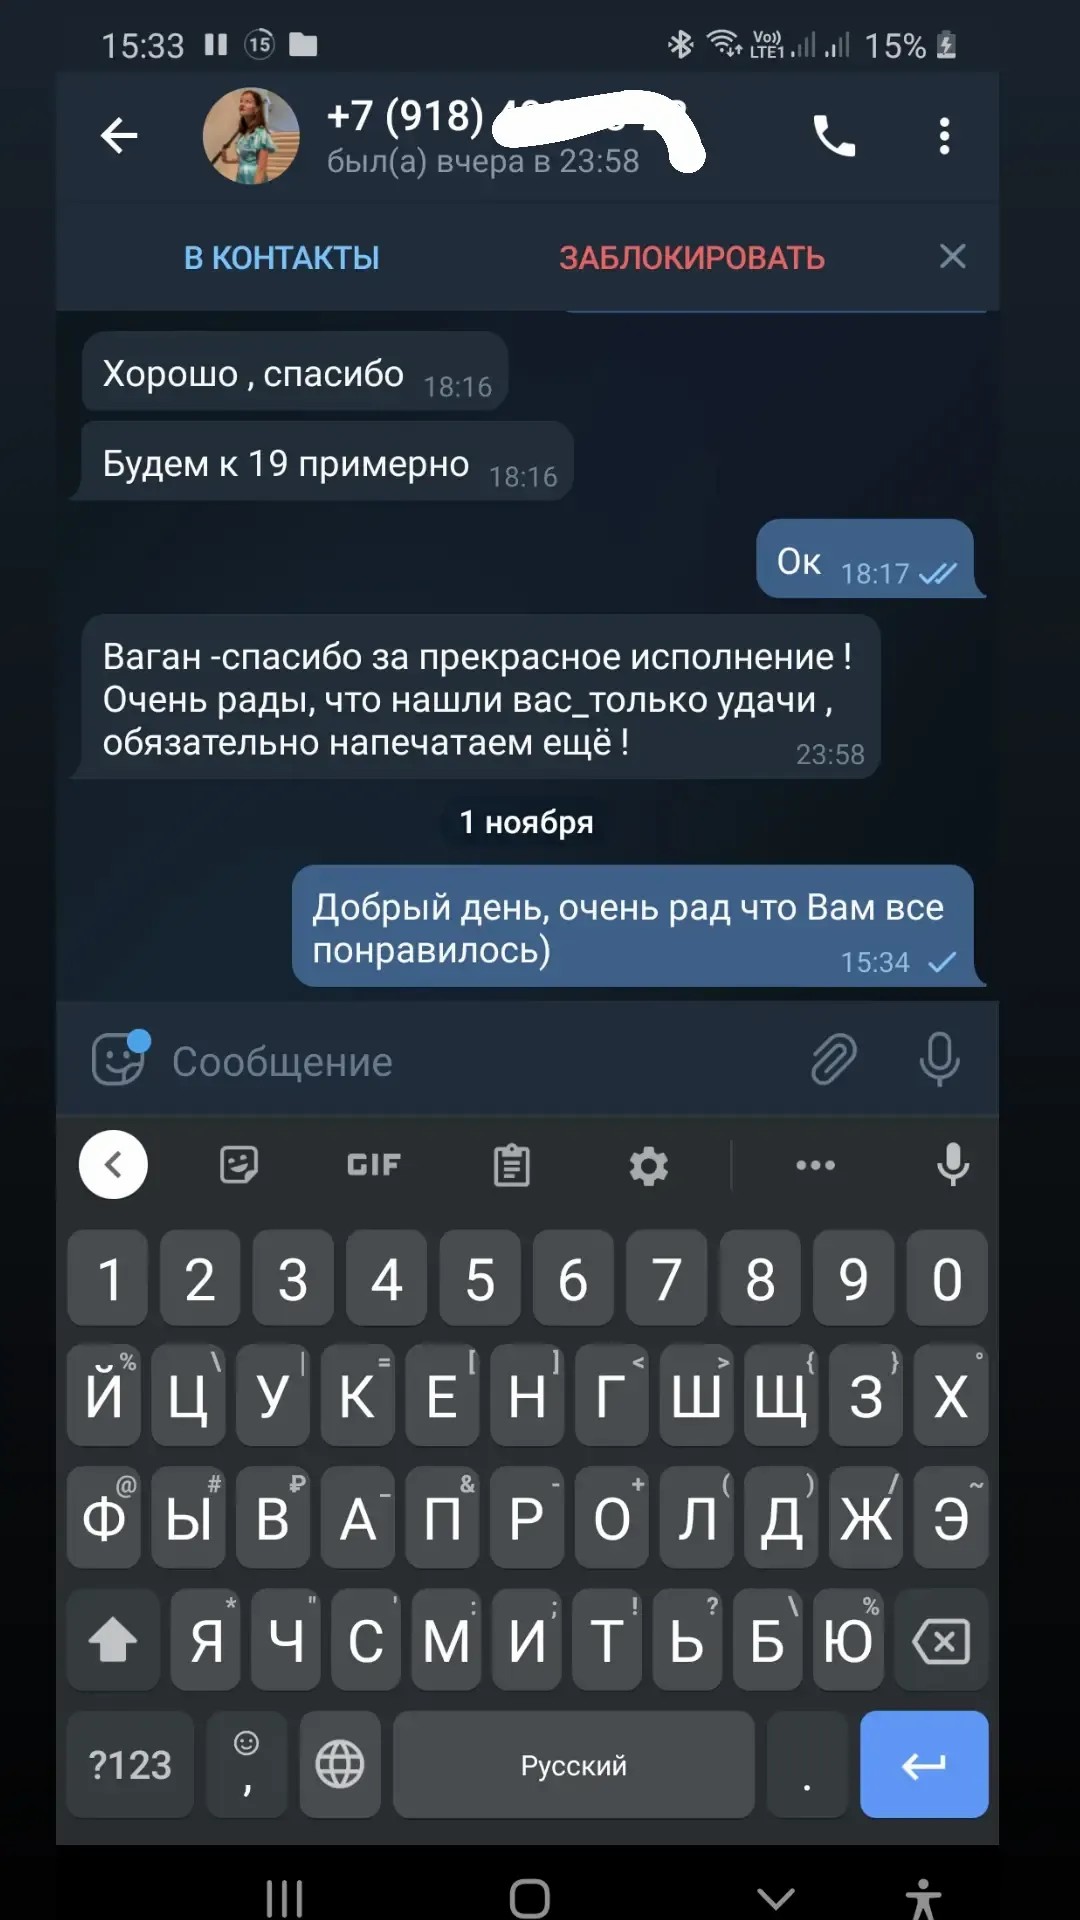 15:33
15
Vo)) LTE1
15%
+7 (918)
был(а) вчера в 23:58
В КОНТАКТЫ
ЗАБЛОКИРОВАТЬ
Хорошо , спасибо 18:16
Будем к 19 примерно 18:16
Ок 18:17
Ваган -спасибо за прекрасное исполнение !
Очень рады, что нашли вас_только удачи ,
обязательно напечатаем ещё !
23:58
1 ноября
Добрый день, очень рад что Вам все
понравилось)
15:34
Сообщение
GIF
1 2 3 4 5 6 7 8 9 0
% \ | = [ ] < > { } °
Й Ц У К Е Н Г Ш Щ З Х
@ # ₽ _ & - + ( ) / ~
Ф Ы В А П Р О Л Д Ж Э
* " ' : ; ! ? \ %
Я Ч С М И Т Ь Б Ю
?123 , Русский .